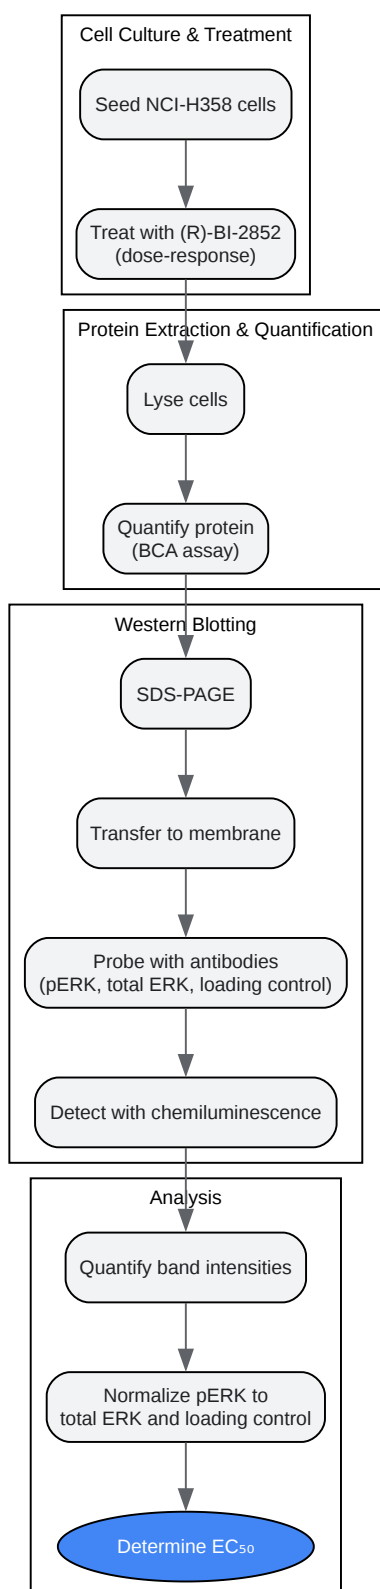 Cell Culture & Treatment
Seed NCI-H358 cells
Treat with (R)-BI-2852
(dose-response)
Protein Extraction & Quantification
Lyse cells
Quantify protein
(BCA assay)
Western Blotting
SDS-PAGE
Transfer to membrane
Probe with antibodies
(pERK, total ERK, loading control)
Detect with chemiluminescence
Analysis
Quantify band intensities
Normalize pERK to
total ERK and loading control
Determine EC₅₀